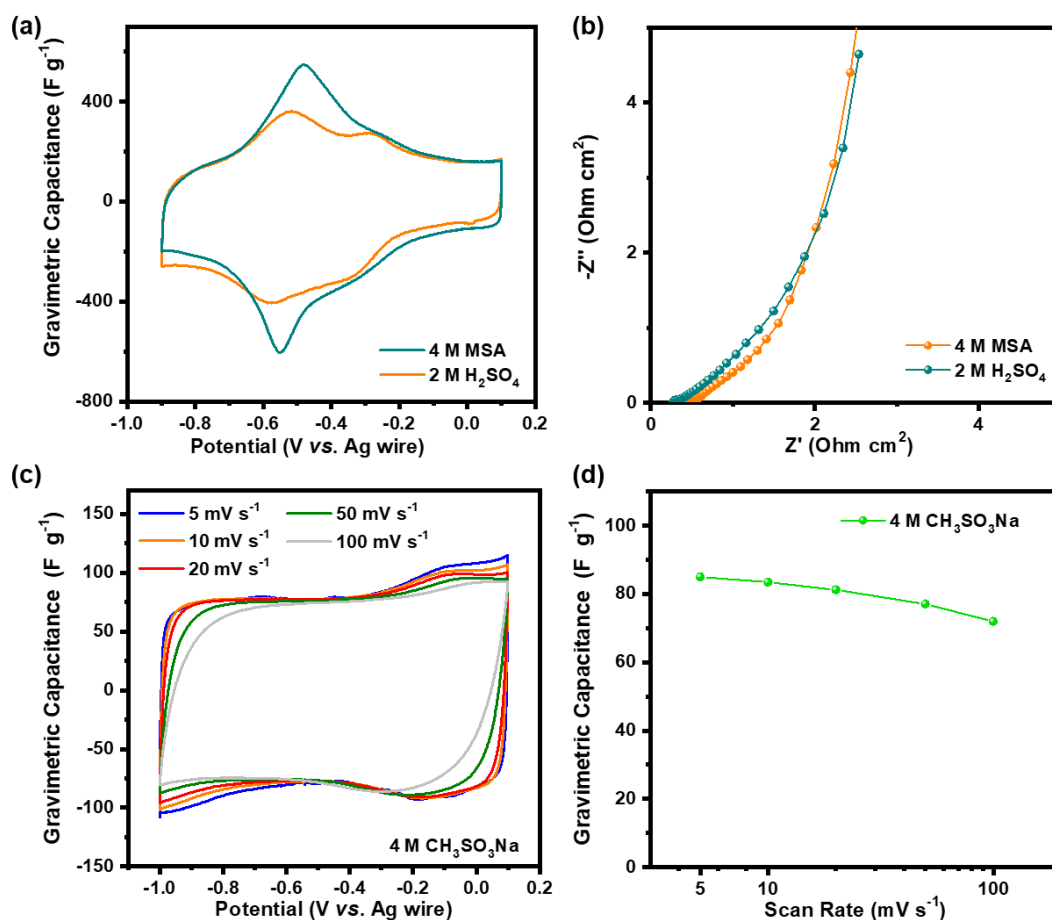 (a)
Gravimetric Capacitance (F g⁻¹)
400
0
-400
-800
4 M MSA
2 M H₂SO₄
-1.0 -0.8 -0.6 -0.4 -0.2 0.0 0.2
Potential (V vs. Ag wire)
(b)
-Z'' (Ohm cm²)
4
2
0
4 M MSA
2 M H₂SO₄
0 2 4
Z' (Ohm cm²)
(c)
Gravimetric Capacitance (F g⁻¹)
150
100
50
0
-50
-100
-150
5 mV s⁻¹
10 mV s⁻¹
20 mV s⁻¹
50 mV s⁻¹
100 mV s⁻¹
4 M CH₃SO₃Na
-1.0 -0.8 -0.6 -0.4 -0.2 0.0 0.2
Potential (V vs. Ag wire)
(d)
Gravimetric Capacitance (F g⁻¹)
100
80
60
40
20
0
4 M CH₃SO₃Na
5 10 100
Scan Rate (mV s⁻¹)